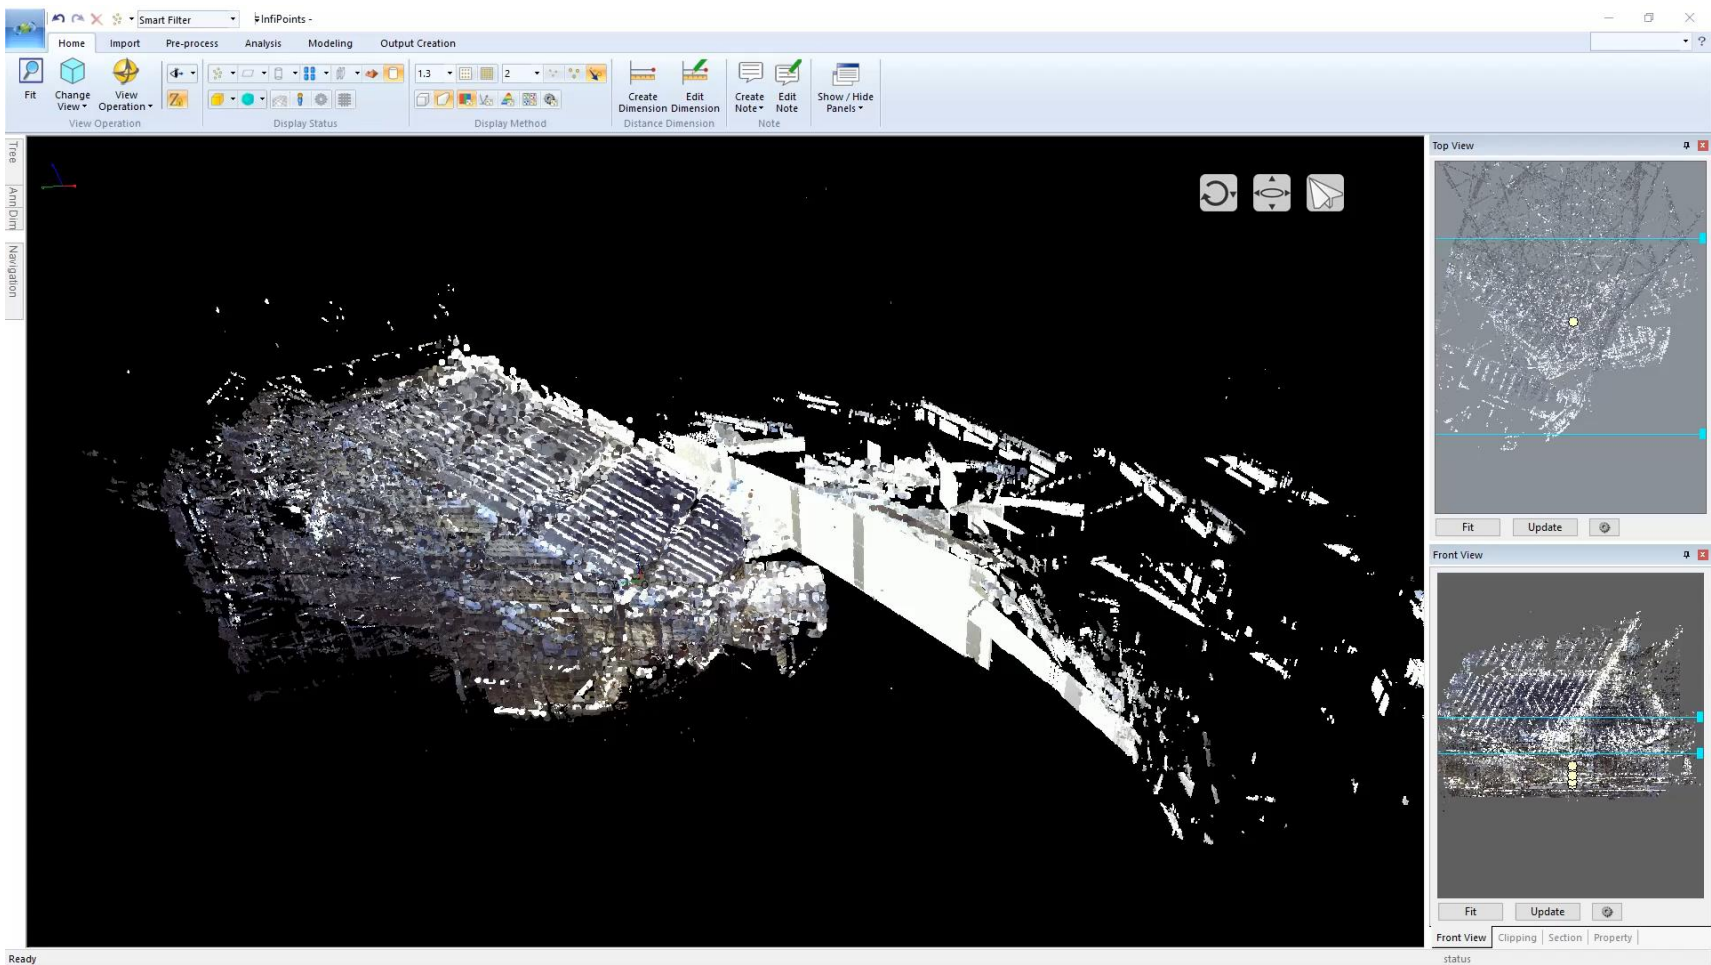 Smart Filter
InfiPoints -
Home Import Pre-process Analysis Modeling Output Creation
?
Fit
Change View
View Operation
1.3
2
Create Dimension
Edit Dimension
Create Note
Edit Note
Show / Hide Panels
View Operation
Display Status
Display Method
Distance Dimension
Note
Tree
Ann
Dim
Navigation
Top View
Fit Update
Front View
Fit Update
Front View Clipping Section Property
Ready
status